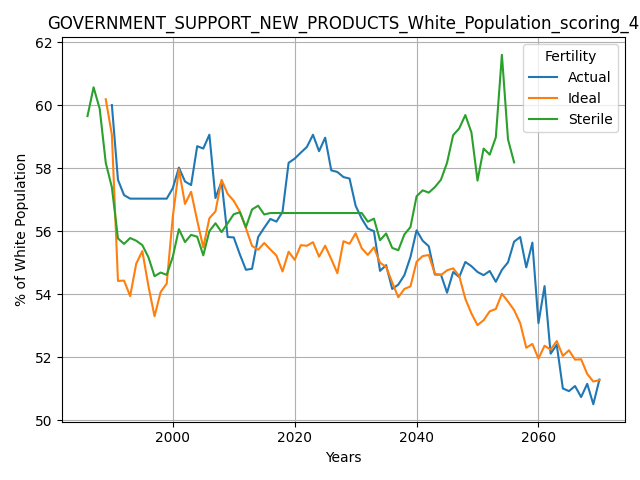 GOVERNMENT_SUPPORT_NEW_PRODUCTS_White_Population_scoring_4
62
60
58
56
54
52
50
% of White Population
Fertility
Actual
Ideal
Sterile
2000
2020
2040
2060
Years